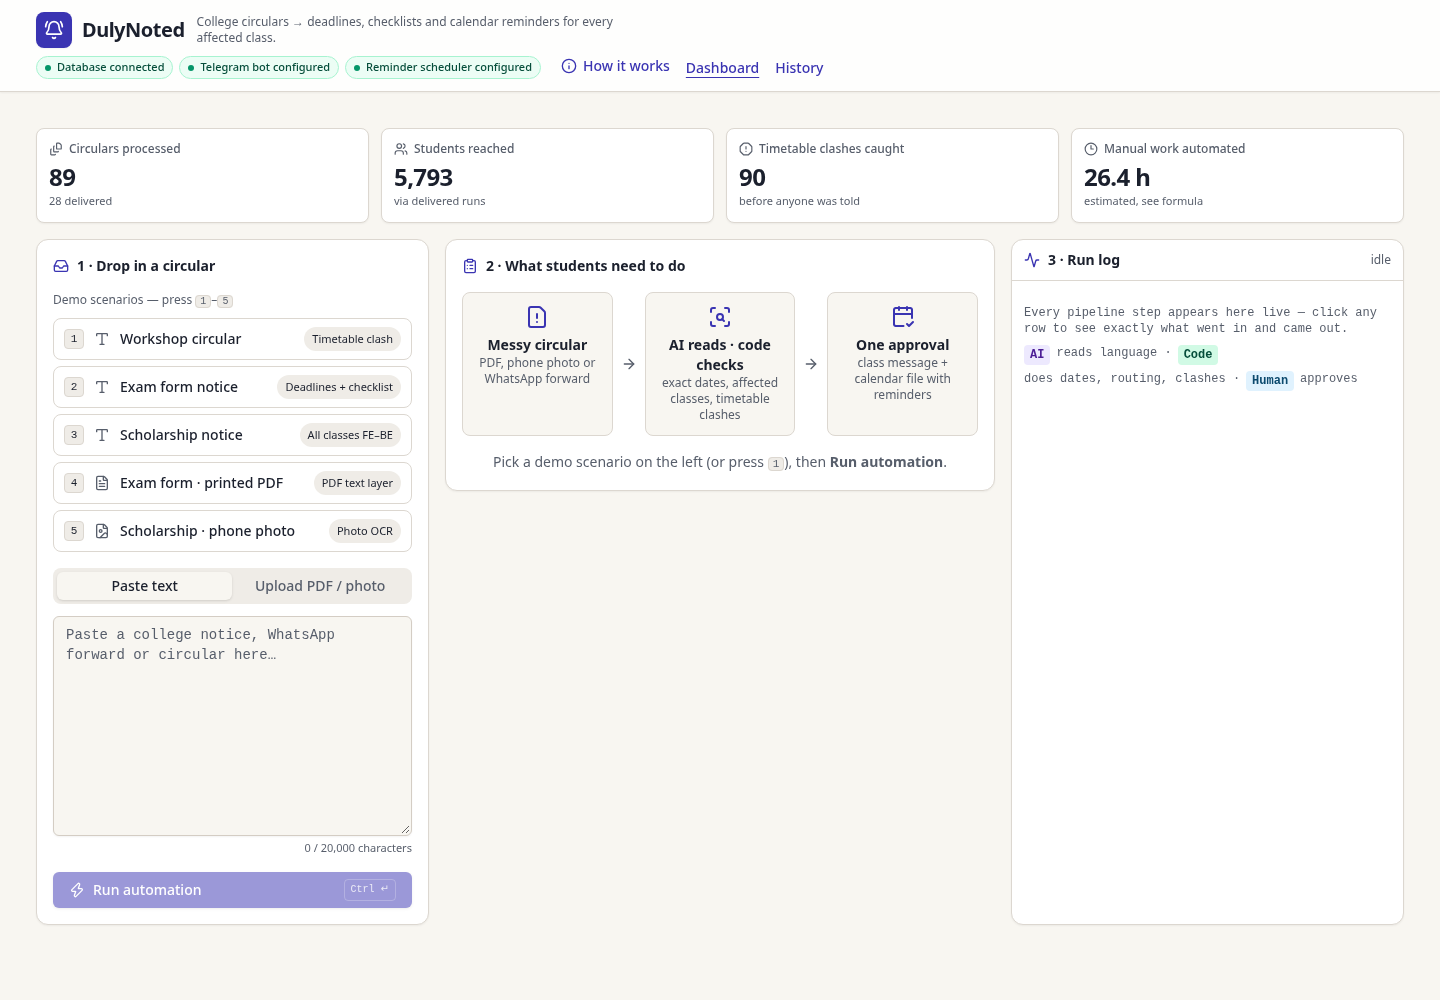 DulyNoted
College circulars → deadlines, checklists and calendar reminders for every
affected class.
Database connected
Telegram bot configured
Reminder scheduler configured
How it works
Dashboard
History
Circulars processed
89
28 delivered
Students reached
5,793
via delivered runs
Timetable clashes caught
90
before anyone was told
Manual work automated
26.4 h
estimated, see formula
1 · Drop in a circular
Demo scenarios — press 1–5
1 Workshop circular Timetable clash
2 Exam form notice Deadlines + checklist
3 Scholarship notice All classes FE–BE
4 Exam form · printed PDF PDF text layer
5 Scholarship · phone photo Photo OCR
Paste text
Upload PDF / photo
Paste a college notice, WhatsApp
forward or circular here…
0 / 20,000 characters
Run automation Ctrl ↵
2 · What students need to do
Messy circular
PDF, phone photo or
WhatsApp forward
→
AI reads · code
checks
exact dates, affected
classes, timetable
clashes
→
One approval
class message +
calendar file with
reminders
Pick a demo scenario on the left (or press 1), then Run automation.
3 · Run log
idle
Every pipeline step appears here live — click any
row to see exactly what went in and came out.
AI reads language · Code
does dates, routing, clashes · Human approves